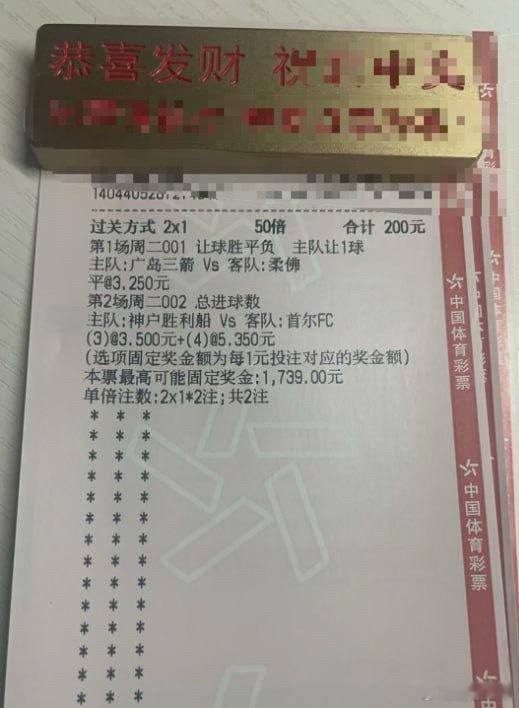 恭喜发财 祝 中
过关方式 2x1 50倍 合计 200元
第1场周二001 让球胜平负 主队让1球
主队:广岛三箭 Vs 客队:柔佛
平@3,250元
第2场周二002 总进球数
主队:神户胜利船 Vs 客队:首尔FC
(3)@3.500元+(4)@5.350元
(选项固定奖金额为每1元投注对应的奖金额)
本票最高可能固定奖金:1,739.00元
单倍注数:2x1*2注;共2注
* * *
* * *
* * *
* * *
* * *
* * *
* * *
* * *
* * *
* * *
* * *
* * *
* * *
* * *
中国体育彩票
中国体育彩票
中